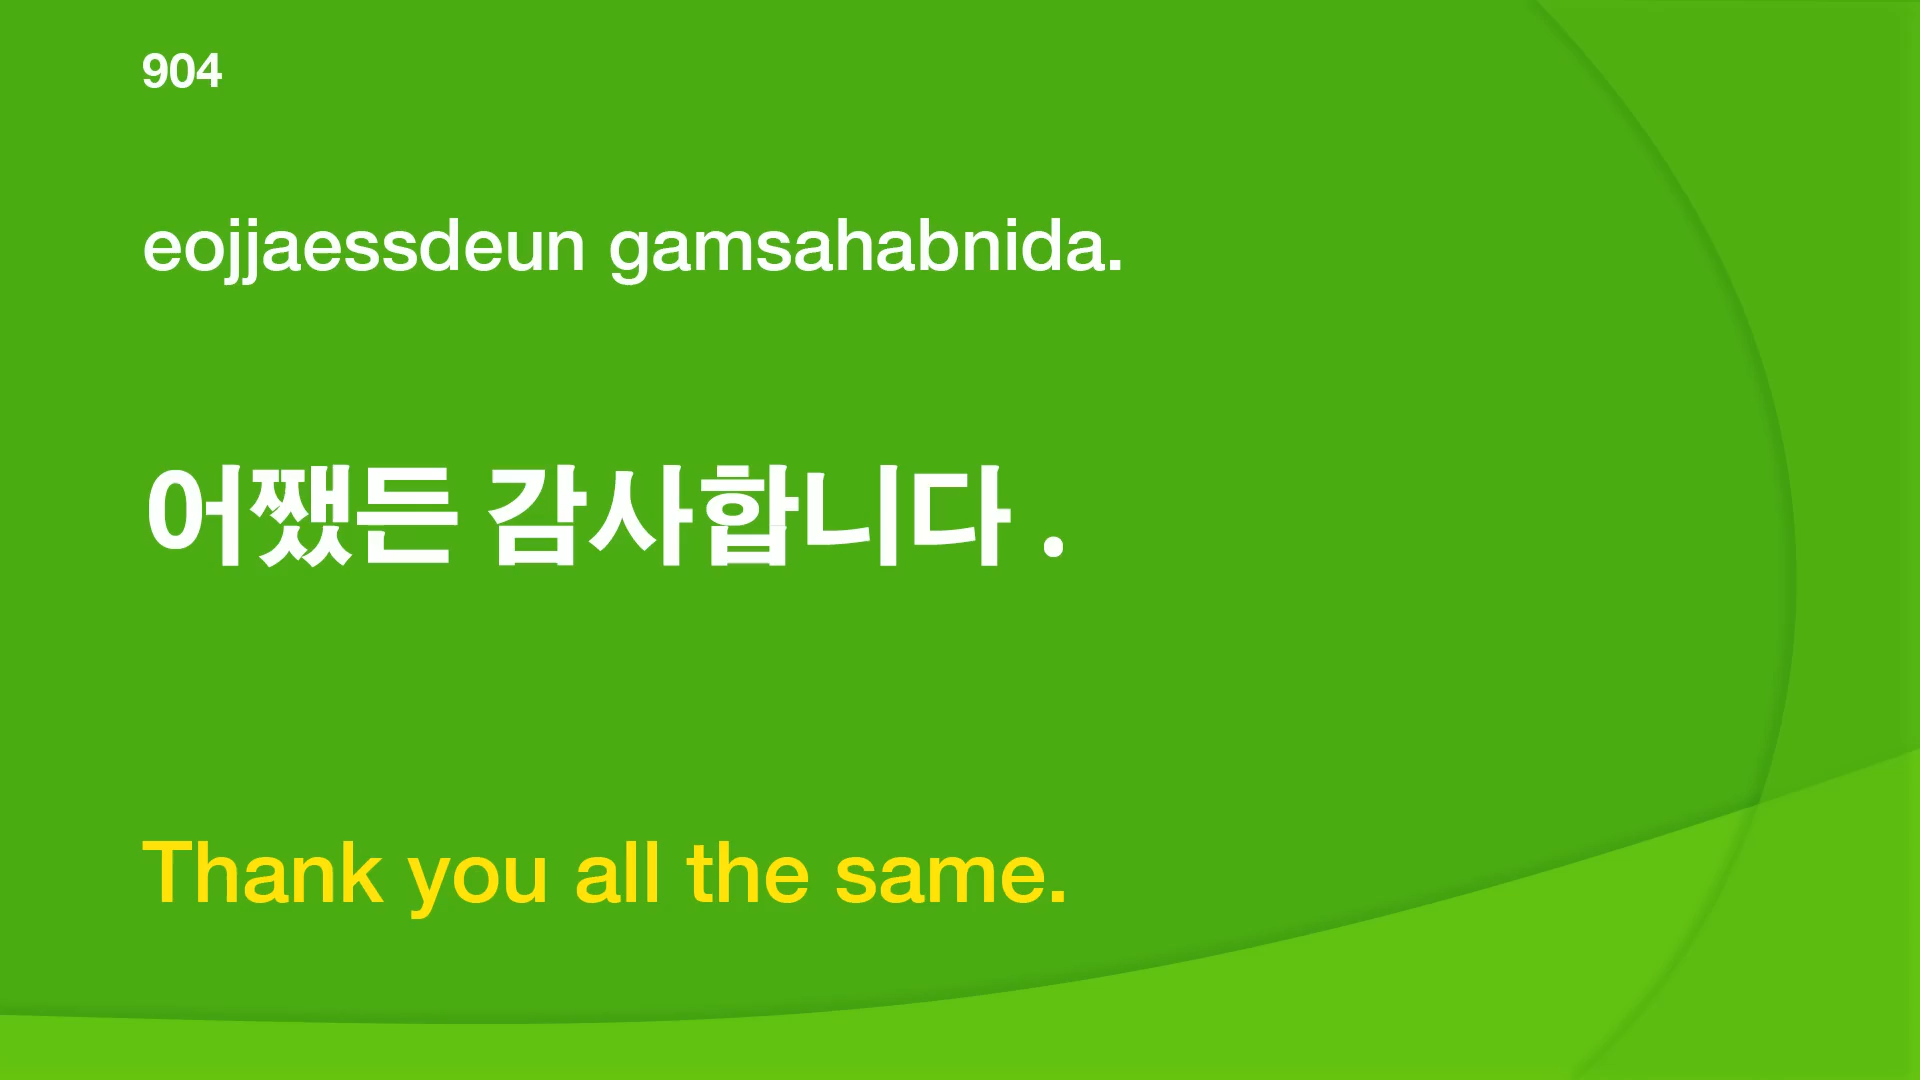 904
eojjaessdeun gamsahabnida.
어쨌든 감사합니다 .
Thank you all the same.